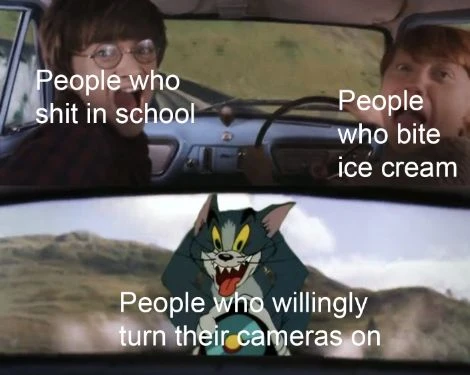 People who
shit in school
People
who bite
ice cream
People who willingly
turn their cameras on